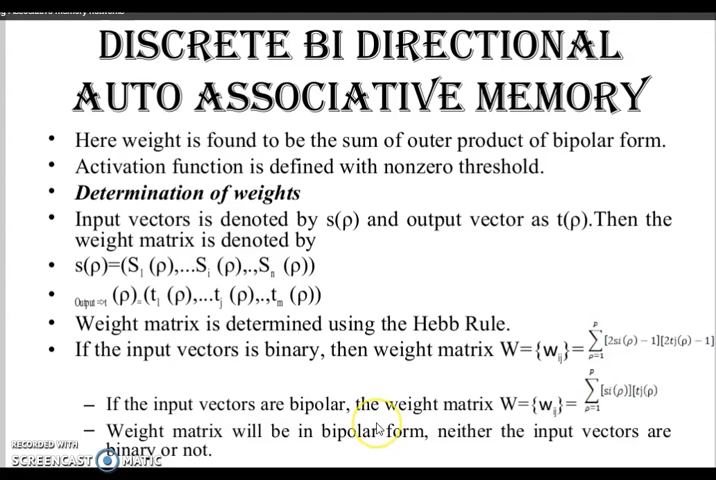 DISCRETE BI DIRECTIONAL
AUTO ASSOCIATIVE MEMORY
• Here weight is found to be the sum of outer product of bipolar form.
• Activation function is defined with nonzero threshold.
• Determination of weights
• Input vectors is denoted by s(ρ) and output vector as t(ρ).Then the
weight matrix is denoted by
• s(ρ)=(S1 (ρ),...Si (ρ),.,Sn (ρ))
• Output =t (ρ)=(t1 (ρ),...tj (ρ),.,tm (ρ))
• Weight matrix is determined using the Hebb Rule.
• If the input vectors is binary, then weight matrix W={wij}= ∑ρ=1^ρ [2si(ρ) − 1][2tj(ρ) − 1]
– If the input vectors are bipolar, the weight matrix W={wij}= ∑ρ=1^ρ [si(ρ)][tj(ρ)
– Weight matrix will be in bipolar form, neither the input vectors are
binary or not.
RECORDED WITH
SCREENCAST MATIC